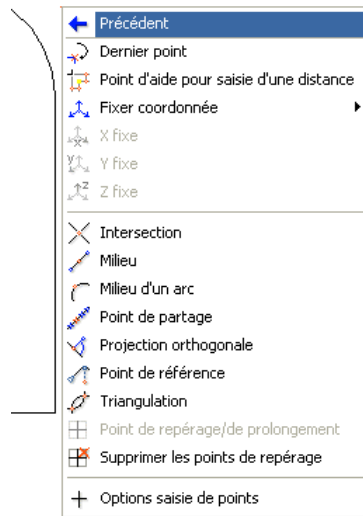 Précédent
Dernier point
Point d'aide pour saisie d'une distance
Fixer coordonnée
X fixe
Y fixe
Z fixe
Intersection
Milieu
Milieu d'un arc
Point de partage
Projection orthogonale
Point de référence
Triangulation
Point de repérage/de prolongement
Supprimer les points de repérage
Options saisie de points